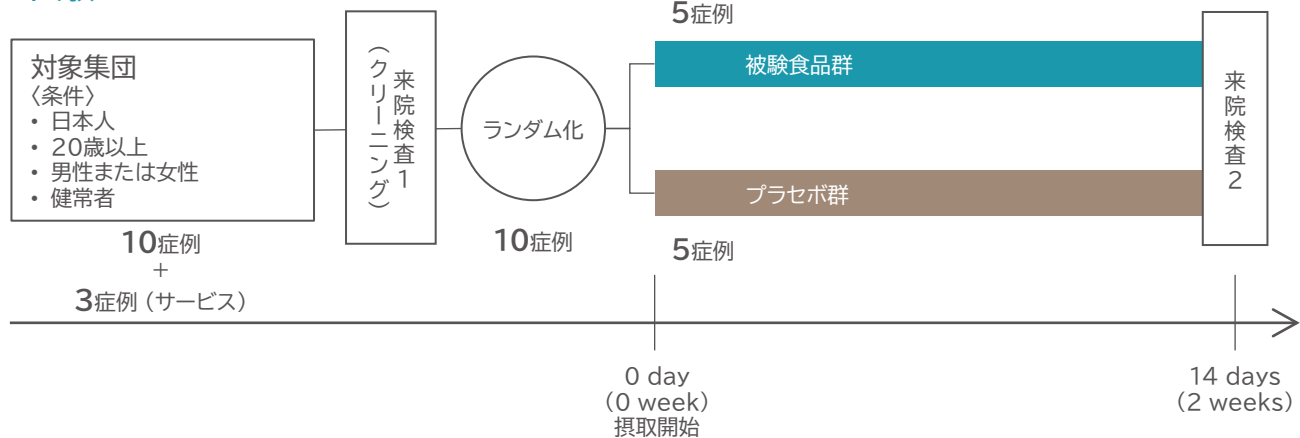 対象集団
〈条件〉
• 日本人
• 20歳以上
• 男性または女性
• 健常者
10症例
+
3症例（サービス）
来院検査1
（クリーニング）
ランダム化
10症例
5症例
被験食品群
プラセボ群
5症例
来院検査2
0 day
(0 week)
摂取開始
14 days
(2 weeks)